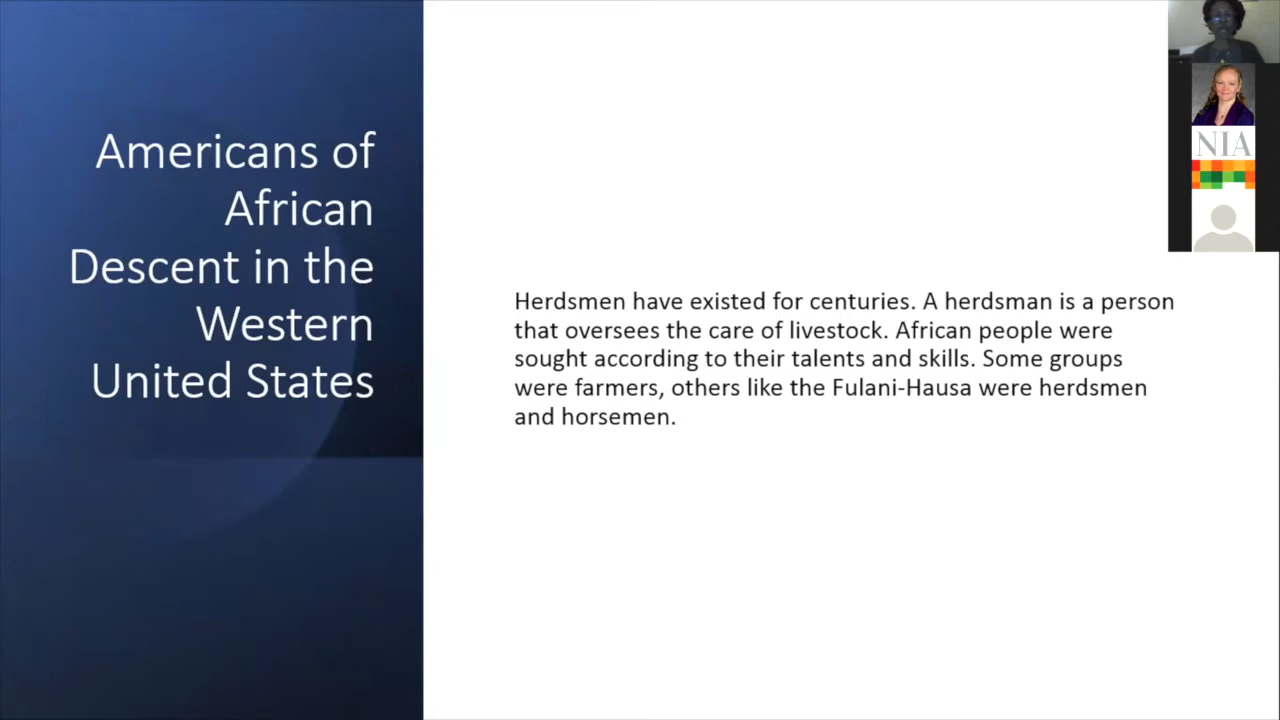 Americans of
African
Descent in the
Western
United States
Herdsmen have existed for centuries. A herdsman is a person
that oversees the care of livestock. African people were
sought according to their talents and skills. Some groups
were farmers, others like the Fulani-Hausa were herdsmen
and horsemen.
NIA